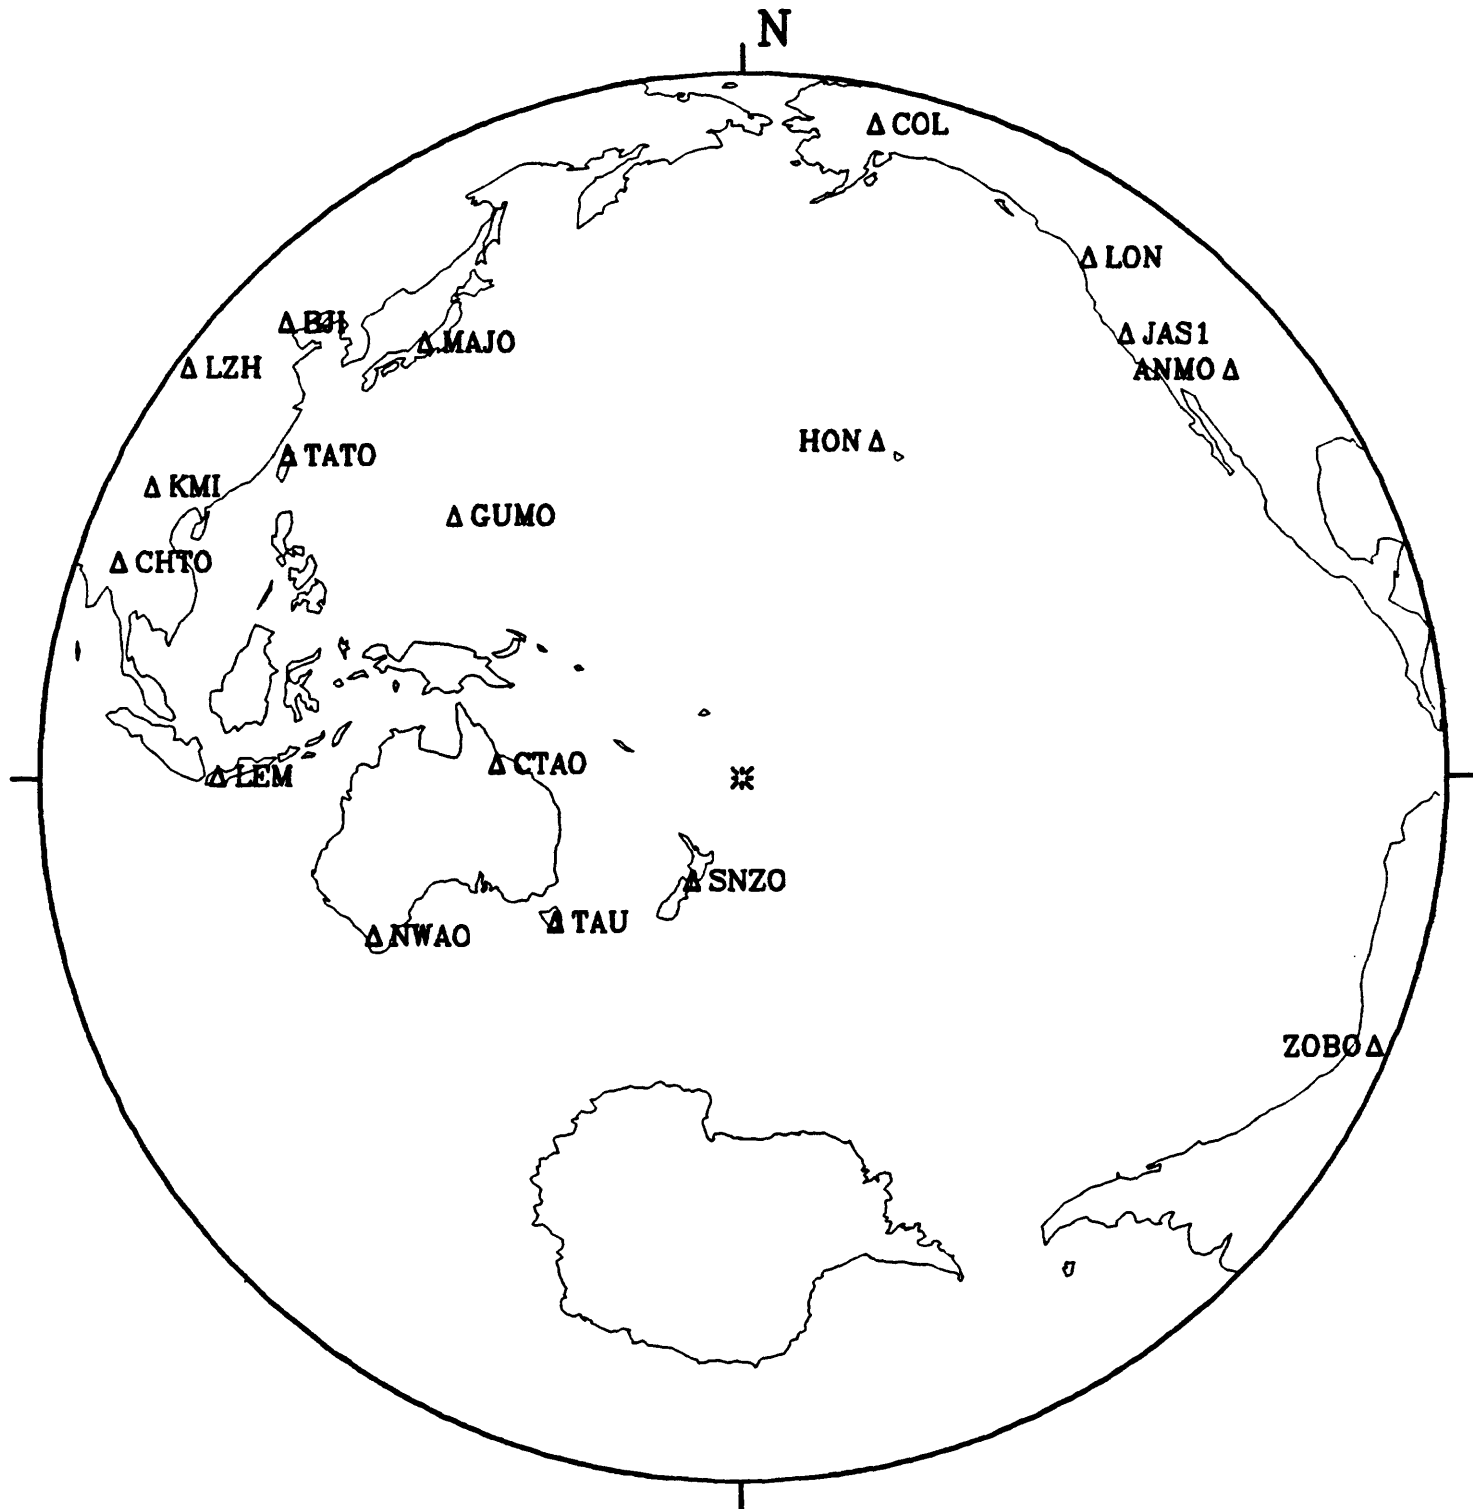 N
COL
LON
BJI
MAJO
JAS1
LZH
ANMO
HON
TATO
KMI
GUMO
CHTO
LEM
CTAO
SNZO
TAU
NWAO
ZOBO